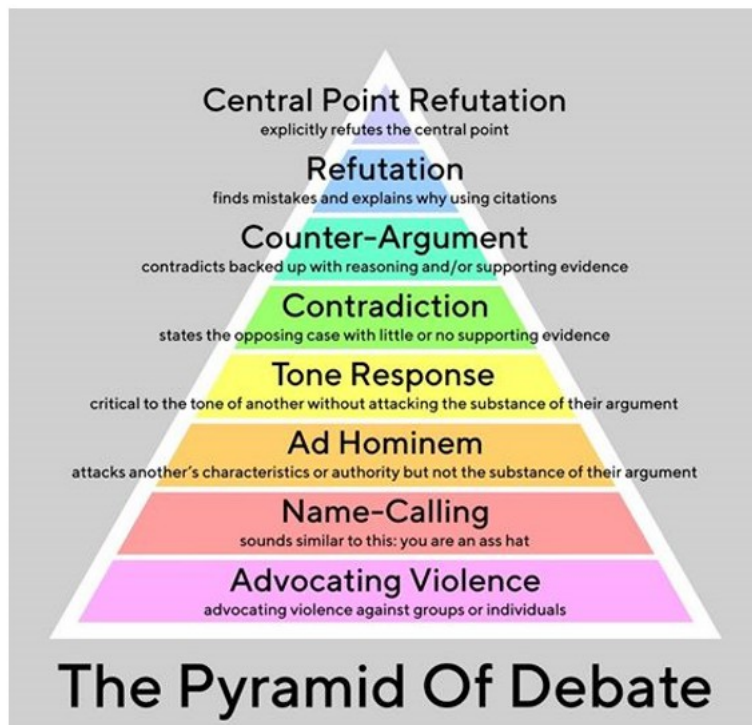 Central Point Refutation
explicitly refutes the central point
Refutation
finds mistakes and explains why using citations
Counter-Argument
contradicts backed up with reasoning and/or supporting evidence
Contradiction
states the opposing case with little or no supporting evidence
Tone Response
critical to the tone of another without attacking the substance of their argument
Ad Hominem
attacks another's characteristics or authority but not the substance of their argument
Name-Calling
sounds similar to this: you are an ass hat
Advocating Violence
advocating violence against groups or individuals
The Pyramid Of Debate